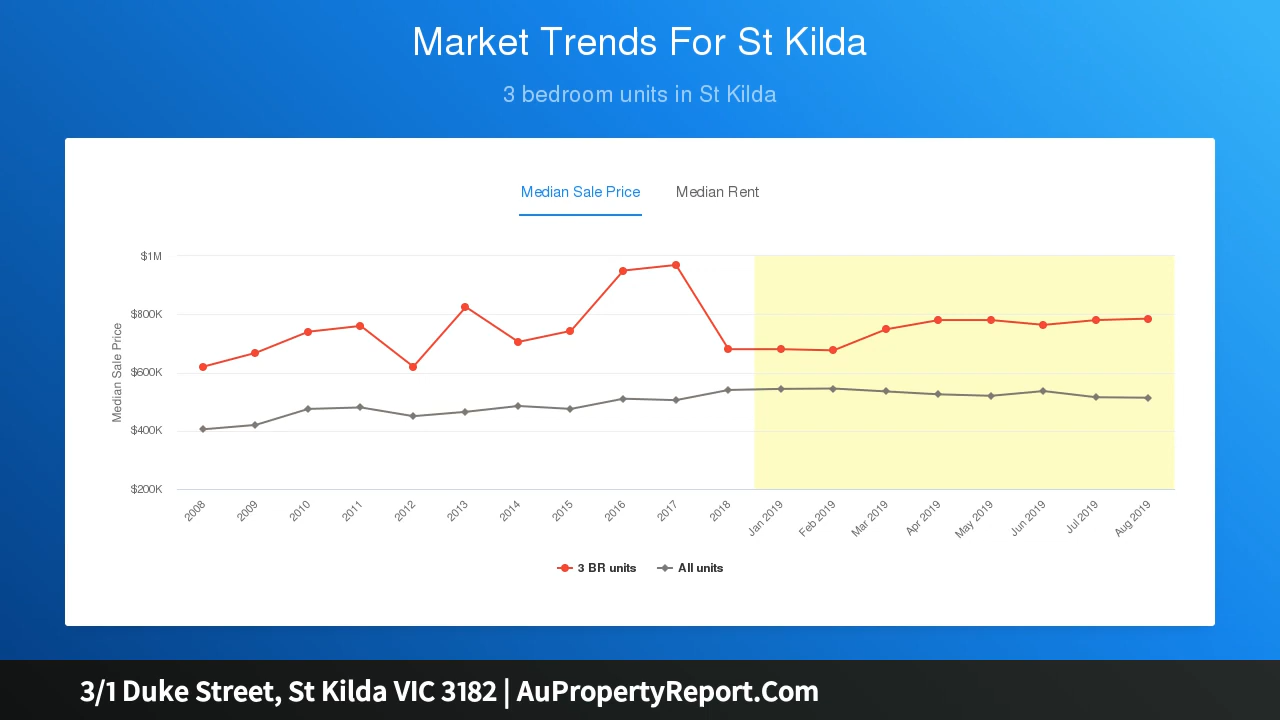 Market Trends For St Kilda
3 bedroom units in St Kilda
Median Sale Price
Median Rent
$1M
$800K
$600K
$400K
$200K
Median Sale Price
2008
2009
2010
2011
2012
2013
2014
2015
2016
2017
2018
Jan 2019
Feb 2019
Mar 2019
Apr 2019
May 2019
Jun 2019
Jul 2019
Aug 2019
3 BR units
All units
3/1 Duke Street, St Kilda VIC 3182 | AuPropertyReport.Com